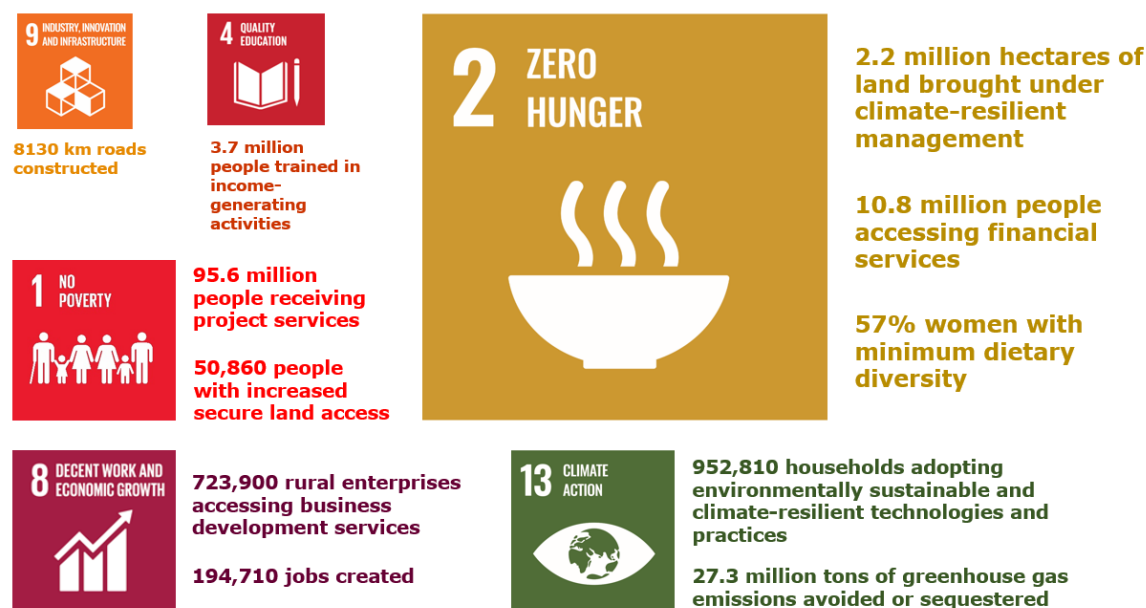 9 INDUSTRY, INNOVATION
AND INFRASTRUCTURE
8130 km roads
constructed
4 QUALITY
EDUCATION
3.7 million
people trained in
income-
generating
activities
2 ZERO
HUNGER
2.2 million hectares of
land brought under
climate-resilient
management
10.8 million people
accessing financial
services
57% women with
minimum dietary
diversity
1 NO
POVERTY
95.6 million
people receiving
project services
50,860 people
with increased
secure land access
8 DECENT WORK AND
ECONOMIC GROWTH
723,900 rural enterprises
accessing business
development services
194,710 jobs created
13 CLIMATE
ACTION
952,810 households adopting
environmentally sustainable and
climate-resilient technologies and
practices
27.3 million tons of greenhouse gas
emissions avoided or sequestered